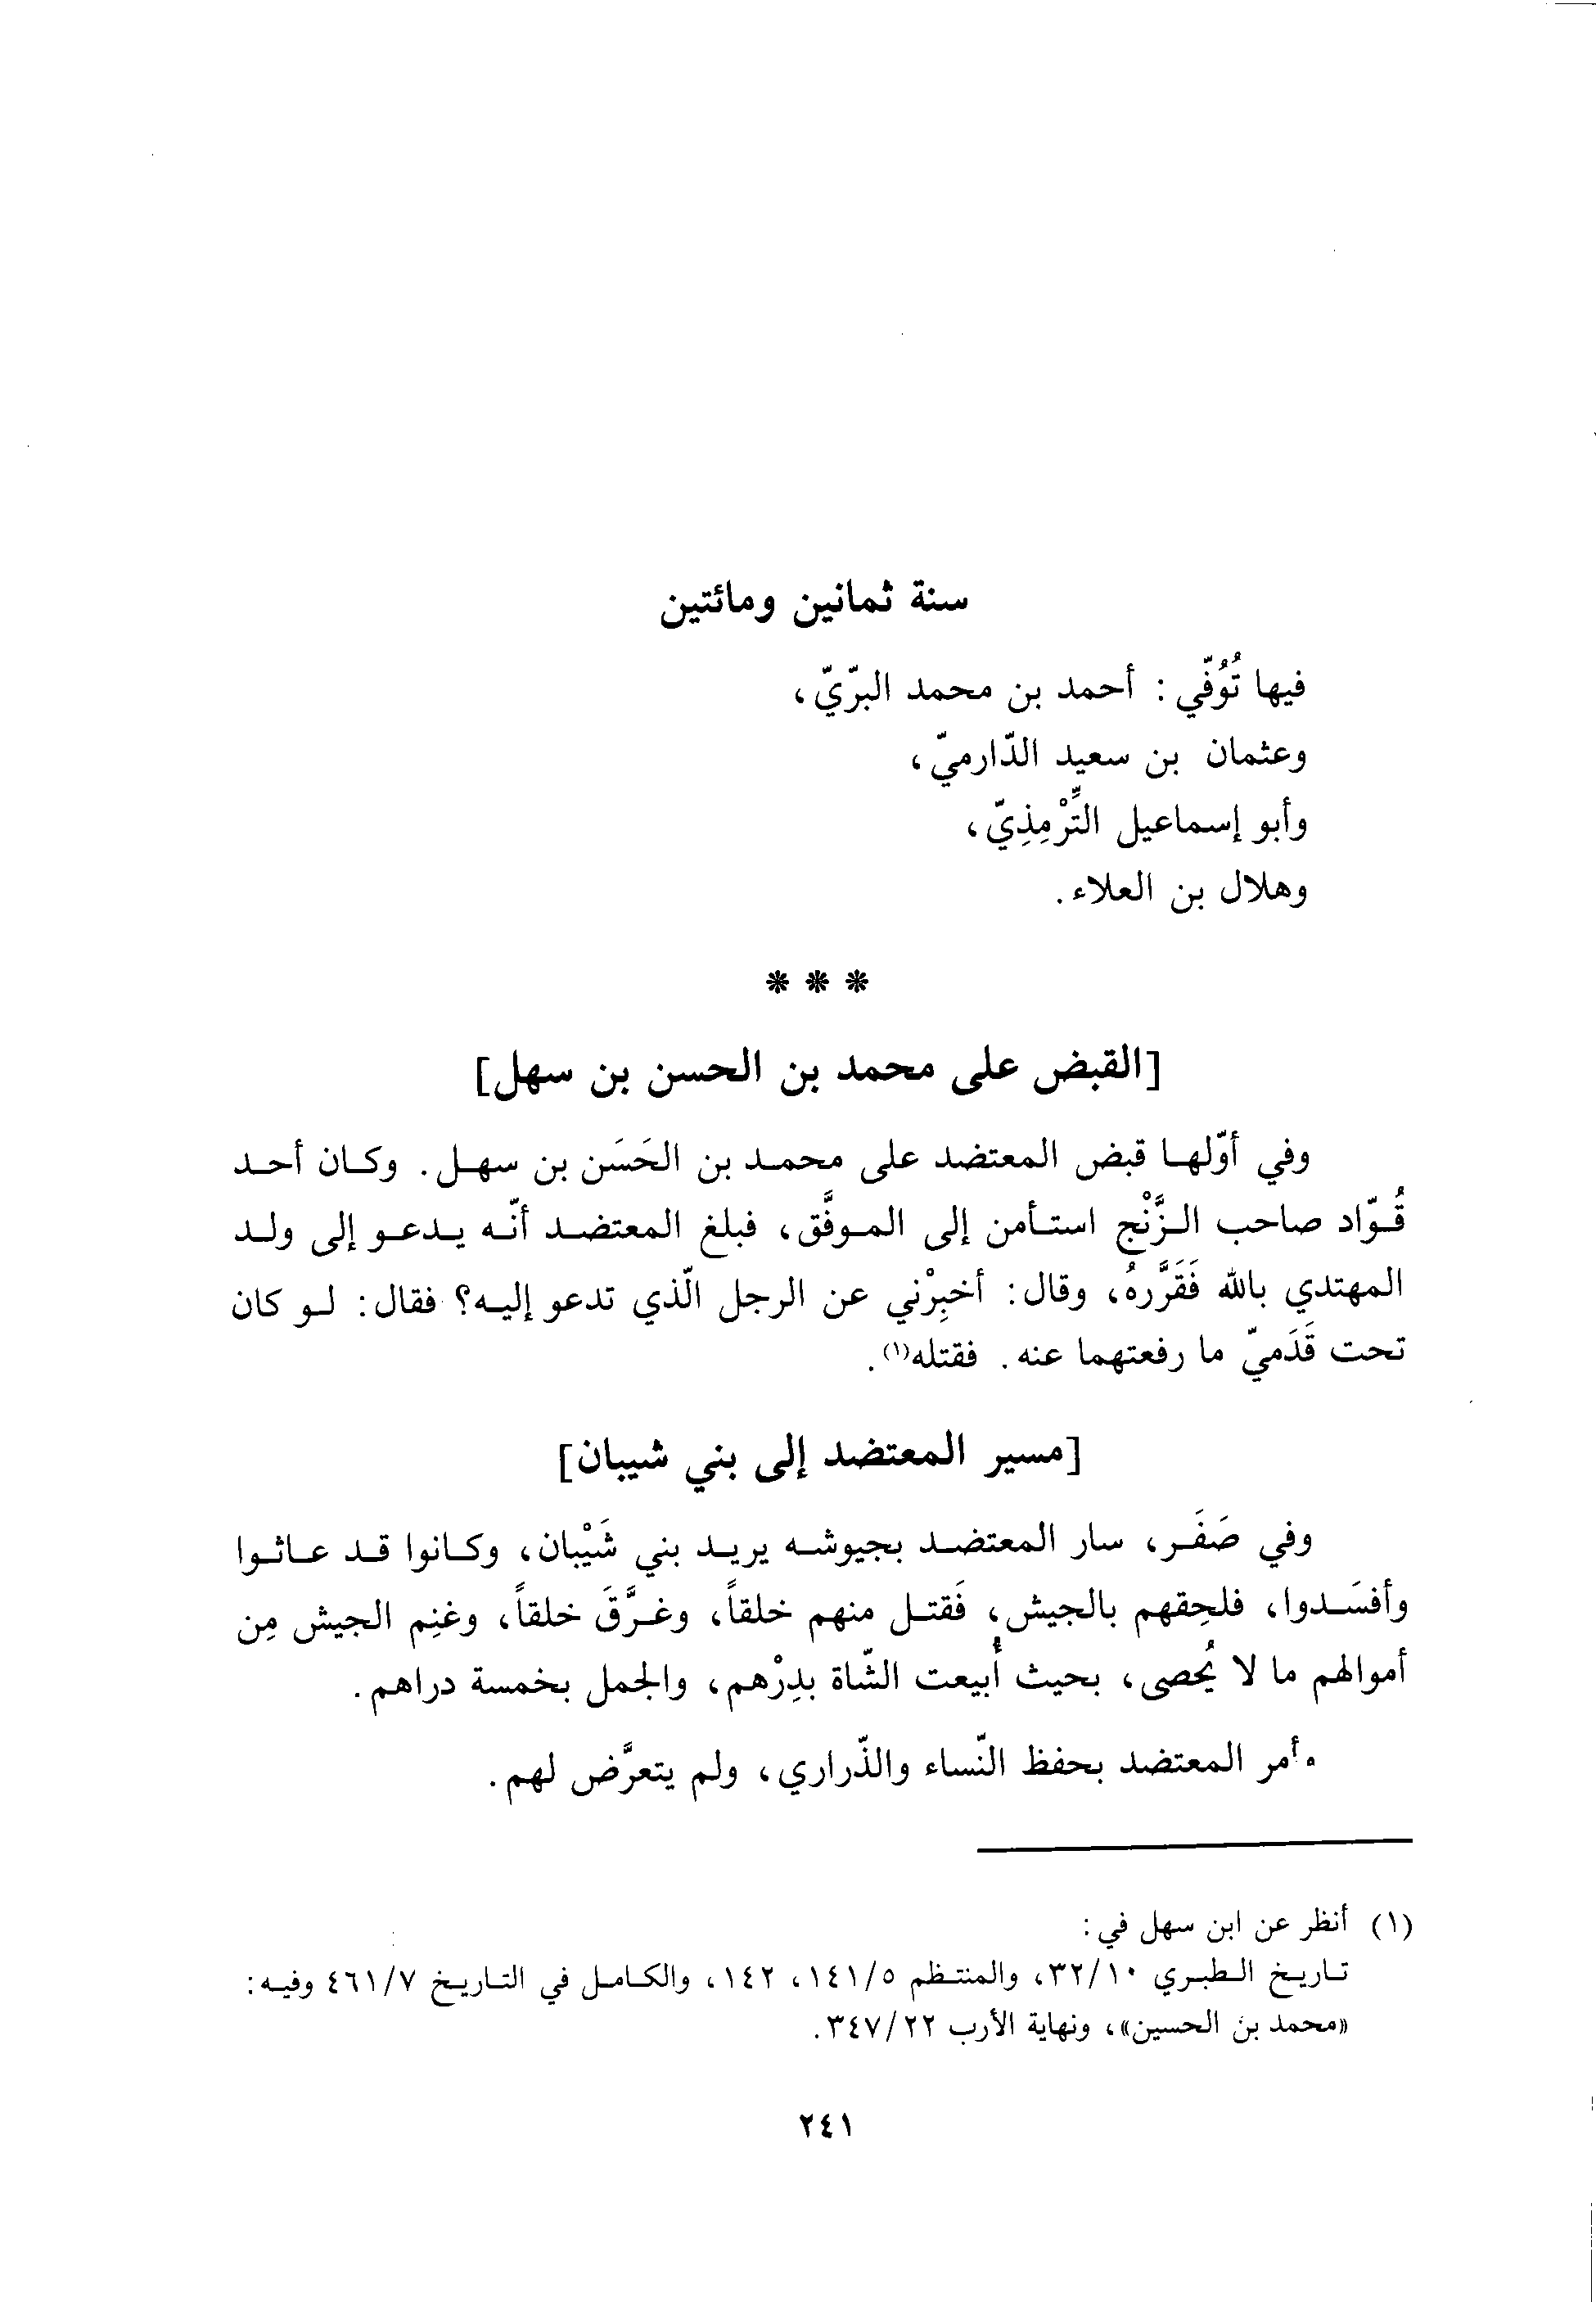 سنة ثمانين ومائتين
فيها تُوُفّي: أحمد بن محمد البرّيّ،
وعثمان بن سعيد الدّارميّ،
وأبو إسماعيل التِّرْمِذِيّ،
وهلال بن العلاء.
* * *
[القبض على محمد بن الحسن بن سهل]
وفي أوّلها قبض المعتضد على محمد بن الحَسَن بن سهل. وكان أحد
قُوّاد صاحب الزَّنْج استأمن إلى الموفَّق، فبلغ المعتضد أنّه يدعو إلى ولد
المهتدي بالله فَقَرَّرهُ، وقال: أخبِرْني عن الرجل الّذي تدعو إليه؟ فقال: لو كان
تحت قَدَميّ ما رفعتهما عنه. فقتله(١).
[مسير المعتضد إلى بني شيبان]
وفي صَفَر، سار المعتضد بجيوشه يريد بني شَيْبان، وكانوا قد عاثوا
وأفسَدوا، فلحِقهم بالجيش، فَقتل منهم خلقاً، وغرَّقَ خلقاً، وغنِم الجيش مِن
أموالهم ما لا يُحصى، بحيث أُبيعت الشّاة بدِرْهم، والجمل بخمسة دراهم.
وأمر المعتضد بحفظ النّساء والذّراري، ولم يتعرَّض لهم.
(١) أنظر عن ابن سهل في:
تاريخ الطبري ٣٢/١٠، والمنتظم ١٤١/٥، ١٤٢، والكامل في التاريخ ٤٦١/٧ وفيه:
«محمد بن الحسين»، ونهاية الأرب ٣٤٧/٢٢.
٢٤١